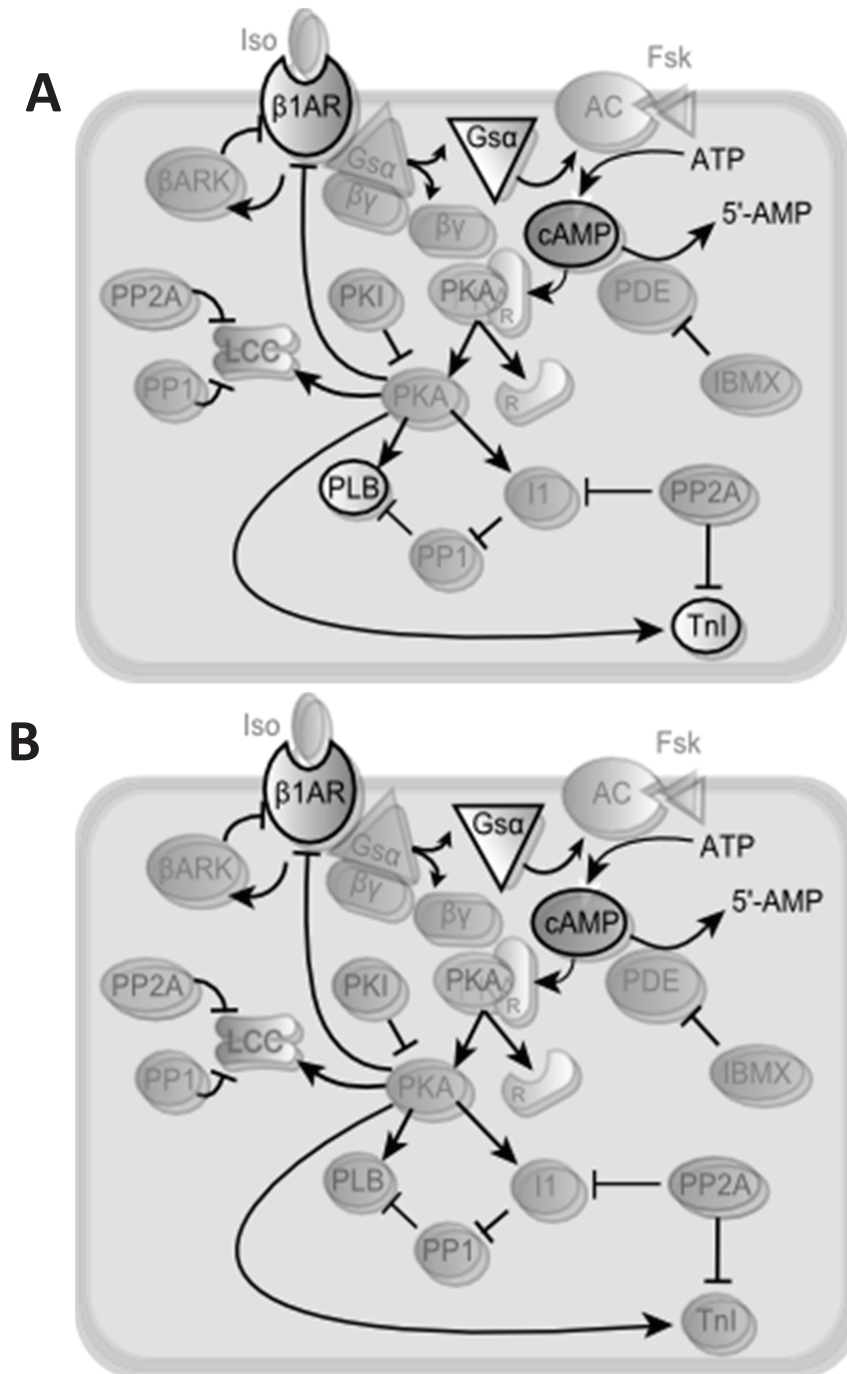 A
Iso
Fsk
β1AR
Gsα
AC
Gsα
ATP
βARK
βγ
5'-AMP
βγ
cAMP
PP2A
PKI
PKA
PDE
R
LCC
PP1
PKA
R
IBMX
PLB
I1
PP2A
PP1
TnI
B
Iso
Fsk
β1AR
AC
Gsα
Gsα
ATP
βARK
βγ
5'-AMP
βγ
cAMP
PP2A
PKI
PKA
PDE
R
LCC
PP1
PKA
R
IBMX
PLB
I1
PP2A
PP1
TnI